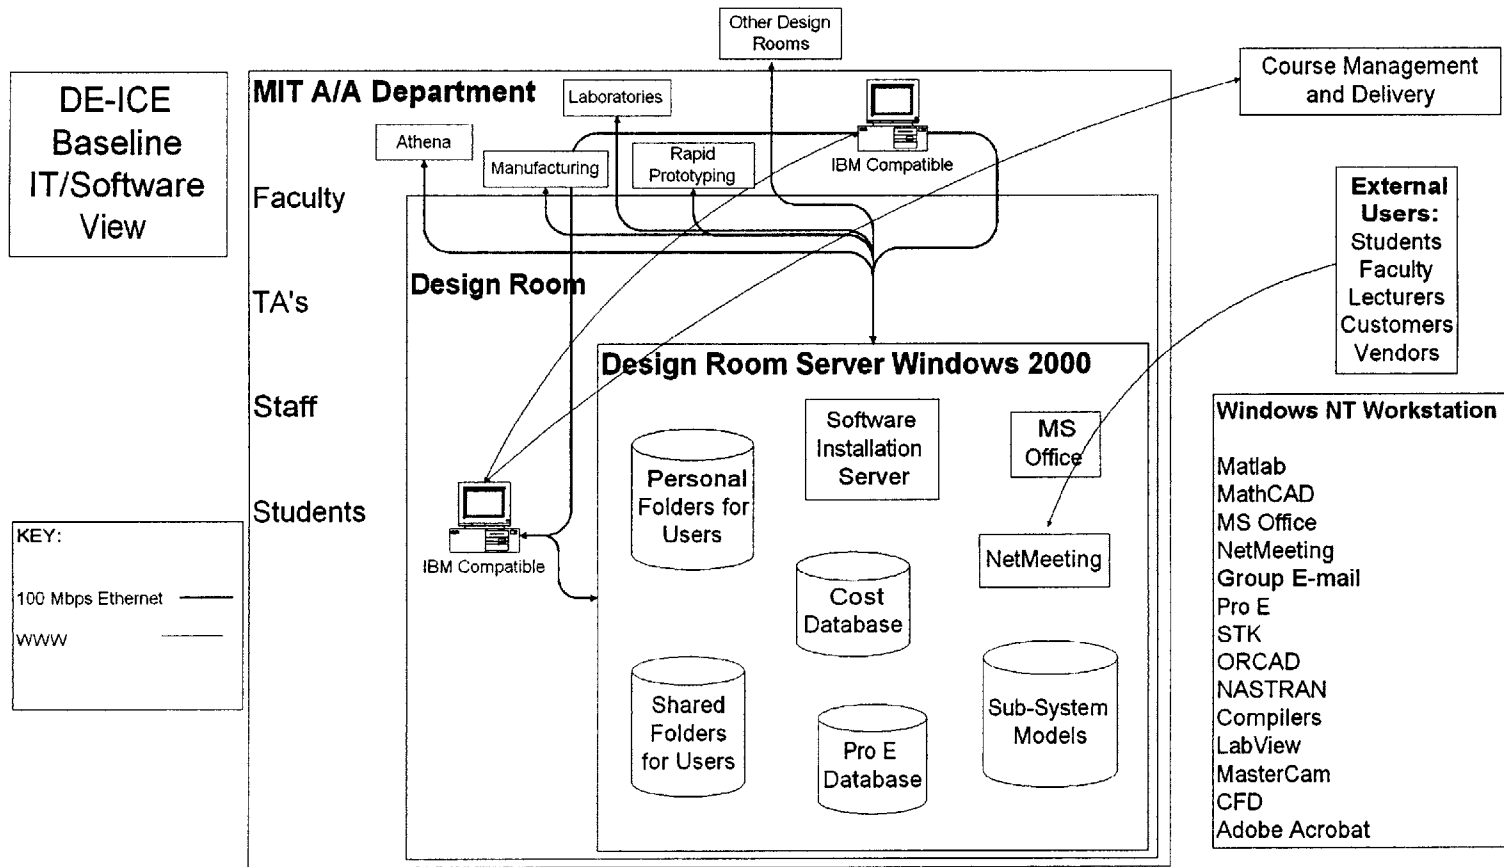 Other Design
Rooms
Course Management
and Delivery
DE-ICE
Baseline
IT/Software
View
MIT A/A Department
Laboratories
Athena
Manufacturing
Rapid
Prototyping
IBM Compatible
Faculty
TA's
Staff
Students
Design Room
External
Users:
Students
Faculty
Lecturers
Customers
Vendors
Design Room Server Windows 2000
Software
Installation
Server
MS
Office
Personal
Folders for
Users
NetMeeting
Cost
Database
Shared
Folders
for Users
Pro E
Database
Sub-System
Models
IBM Compatible
KEY:
100 Mbps Ethernet
WWW
Windows NT Workstation
Matlab
MathCAD
MS Office
NetMeeting
Group E-mail
Pro E
STK
ORCAD
NASTRAN
Compilers
LabView
MasterCam
CFD
Adobe Acrobat